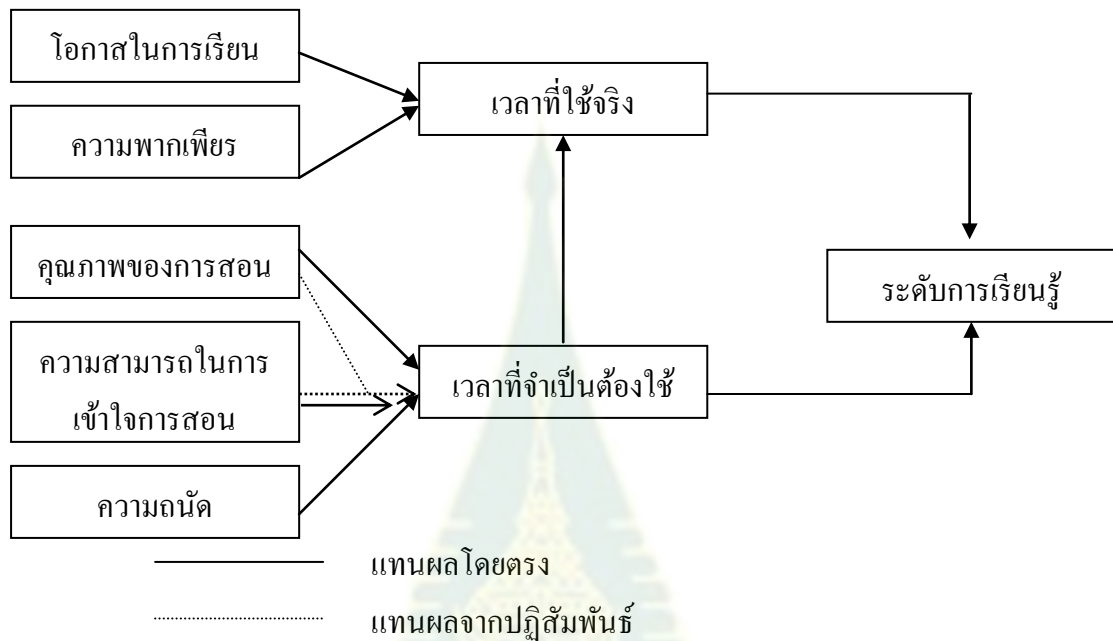 โอกาสในการเรียน
เวลาที่ใช้จริง
ความพากเพียร
คุณภาพของการสอน
ระดับการเรียนรู้
ความสามารถในการ
เข้าใจการสอน
เวลาที่จำเป็นต้องใช้
ความถนัด
แทนผลโดยตรง
แทนผลจากปฏิสัมพันธ์